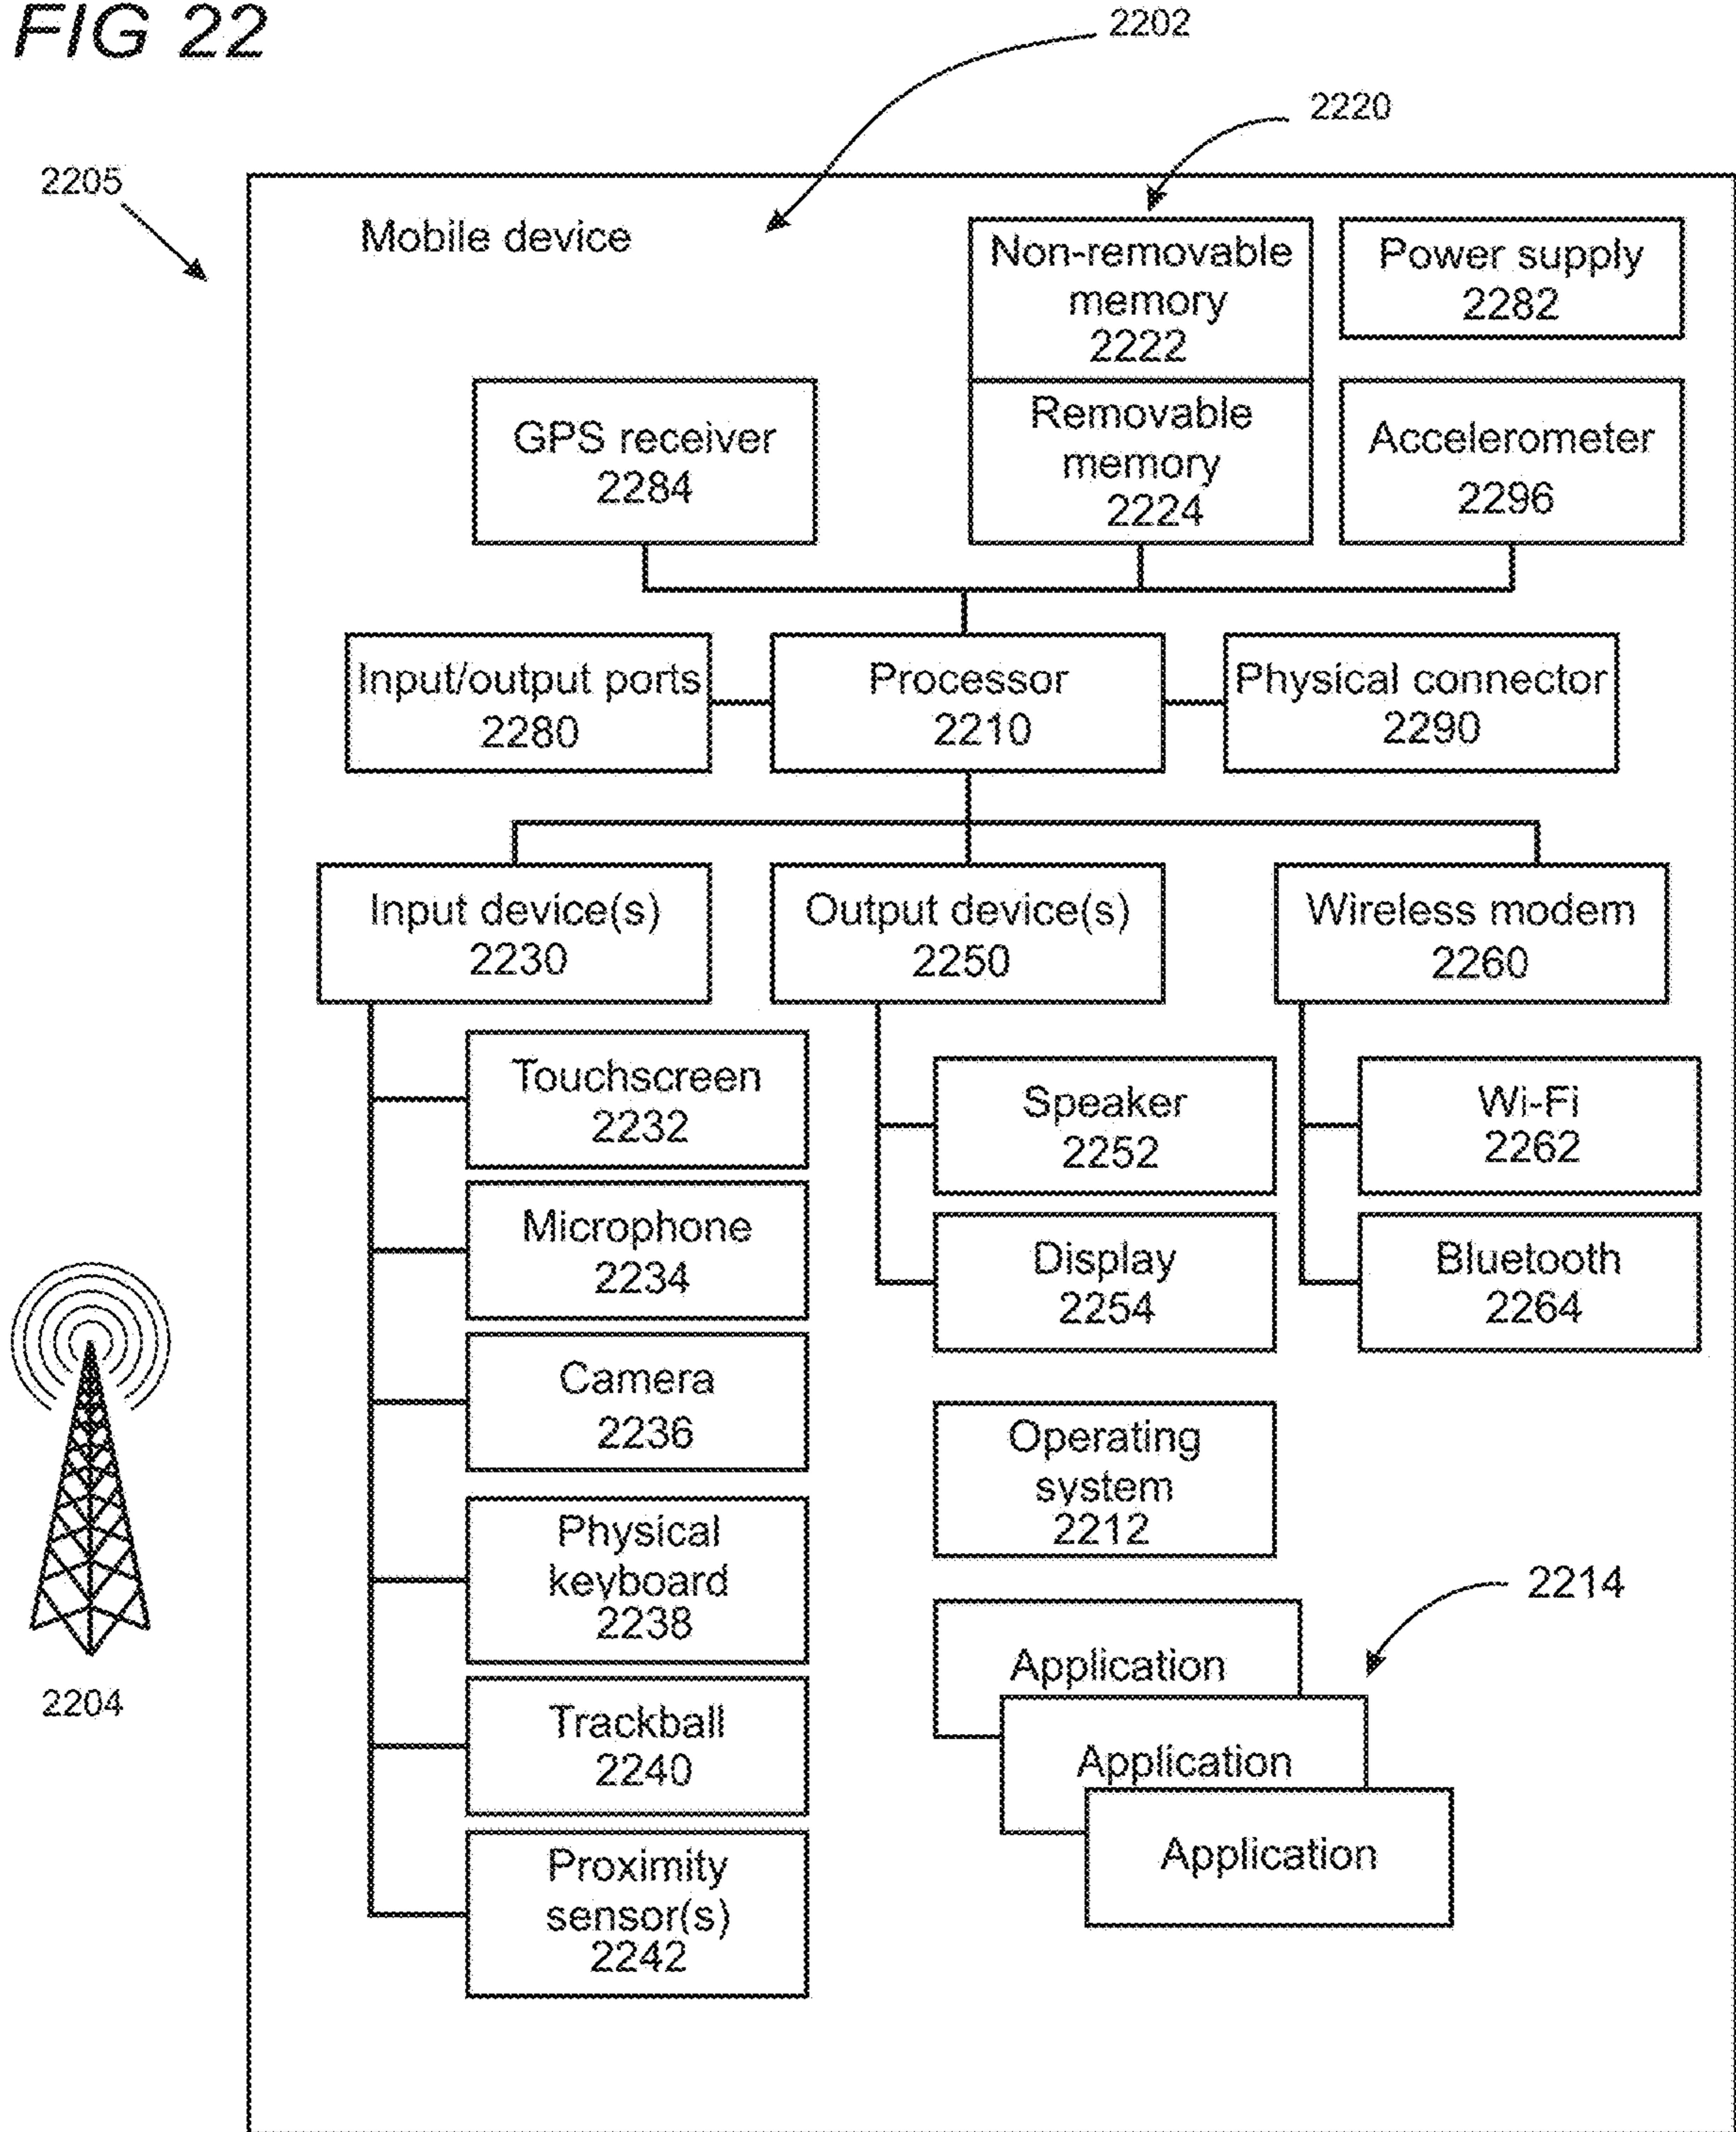 FIG 22
2202
2220
2205
Mobile device
Non-removable
memory
2222
Power supply
2282
GPS receiver
2284
Removable
memory
2224
Accelerometer
2296
Input/output ports
2280
Processor
2210
Physical connector
2290
Input device(s)
2230
Output device(s)
2250
Wireless modem
2260
Touchscreen
2232
Microphone
2234
Camera
2236
Physical
keyboard
2238
Trackball
2240
Proximity
sensor(s)
2242
Speaker
2252
Display
2254
Wi-Fi
2262
Bluetooth
2264
Operating
system
2212
2214
Application
Application
Application
2204